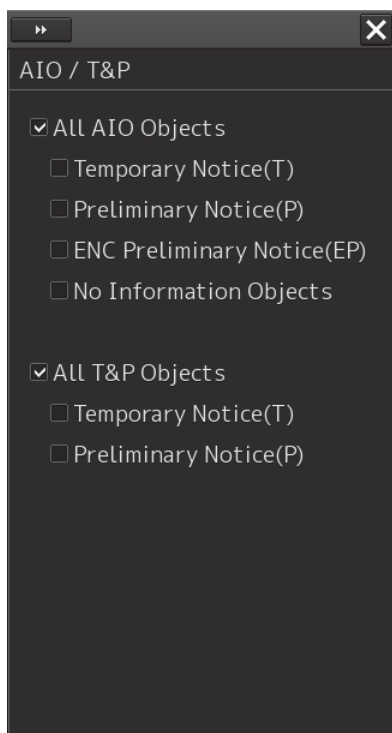 AIO / T&P
All AIO Objects
Temporary Notice(T)
Preliminary Notice(P)
ENC Preliminary Notice(EP)
No Information Objects
All T&P Objects
Temporary Notice(T)
Preliminary Notice(P)